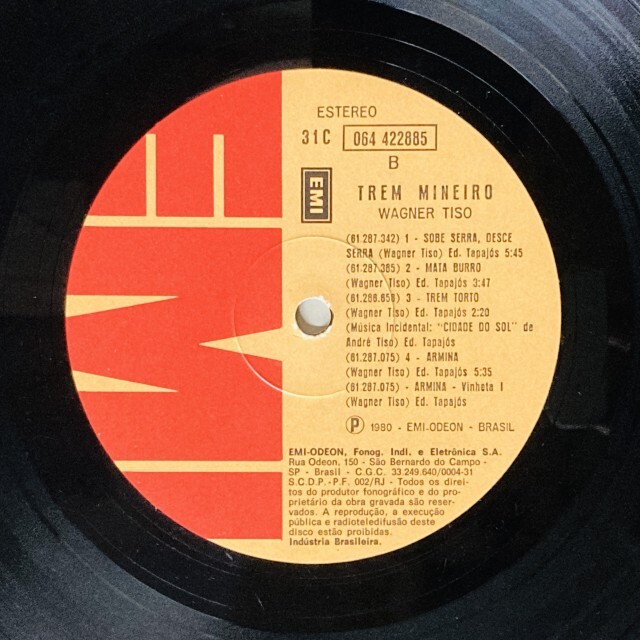 ESTEREO
31C 064 422885
B
EMI
TREM MINEIRO
WAGNER TISO
(61.287.342) 1 - SOBE SERRA, DESCE
SERRA (Wagner Tiso) Ed. Tapajós 5:45
(61.287.385) 2 - MATA BURRO
(Wagner Tiso) Ed. Tapajós 3:47
(61.286.656) 3 - TREM TORTO
(Wagner Tiso) Ed. Tapajós 2:20
(Música Incidental: "CIDADE DO SOL" de
André Tiso) Ed. Tapajós
(61.287.075) 4 - ARMINA
(Wagner Tiso) Ed. Tapajós 5:35
(61.287.075) - ARMINA - Vinheta I
(Wagner Tiso) Ed. Tapajós
Ⓟ 1980 - EMI-ODEON - BRASIL
EMI-ODEON, Fonog. Indl. e Eletrônica S.A.
Rua Odeon, 150 - São Bernardo do Campo -
SP - Brasil - C.G.C. 33.249.640/0004-31
S.C.D.P.-P.F. 002/RJ - Todos os direi-
tos do produtor fonográfico e do pro-
prietário da obra gravada são reser-
vados. A reprodução, a execução
pública e radioteledifusão deste
disco estão proibidas.
Indústria Brasileira.
EMI